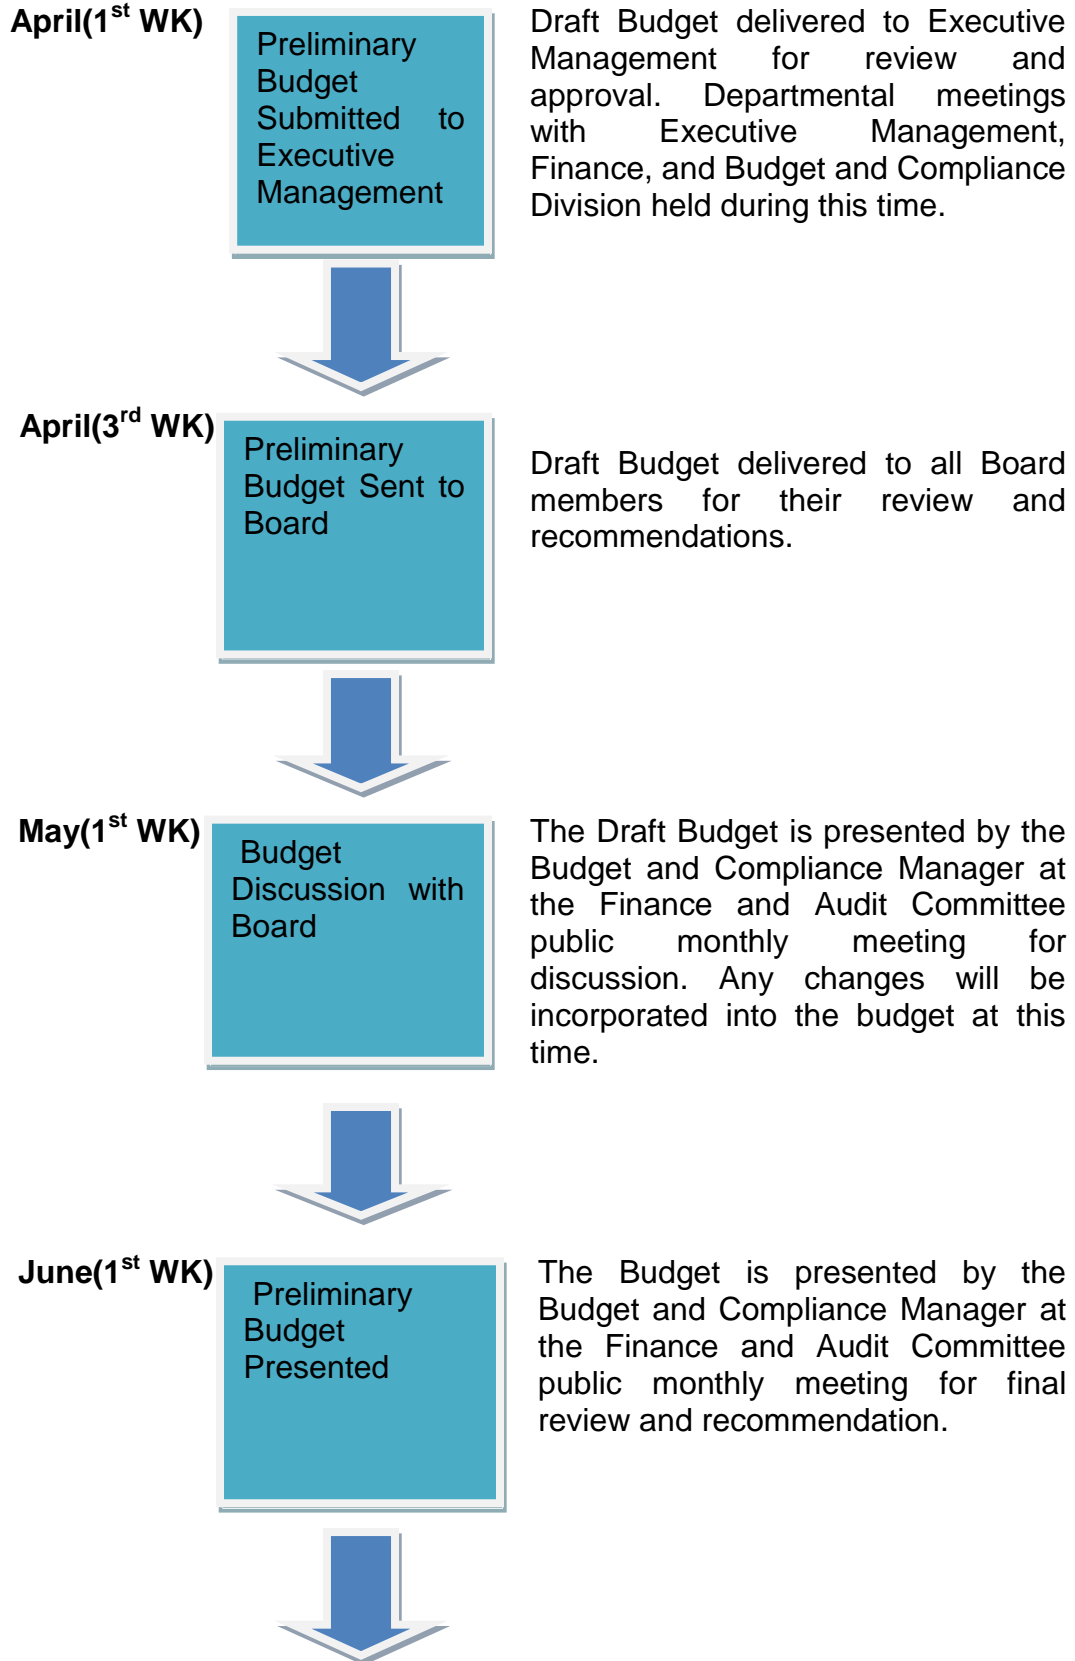 April(1st WK)
Preliminary
Budget
Submitted to
Executive
Management
Draft Budget delivered to Executive
Management for review and
approval. Departmental meetings
with Executive Management,
Finance, and Budget and Compliance
Division held during this time.
April(3rd WK)
Preliminary
Budget Sent to
Board
Draft Budget delivered to all Board
members for their review and
recommendations.
May(1st WK)
Budget
Discussion with
Board
The Draft Budget is presented by the
Budget and Compliance Manager at
the Finance and Audit Committee
public monthly meeting for
discussion. Any changes will be
incorporated into the budget at this
time.
June(1st WK)
Preliminary
Budget
Presented
The Budget is presented by the
Budget and Compliance Manager at
the Finance and Audit Committee
public monthly meeting for final
review and recommendation.